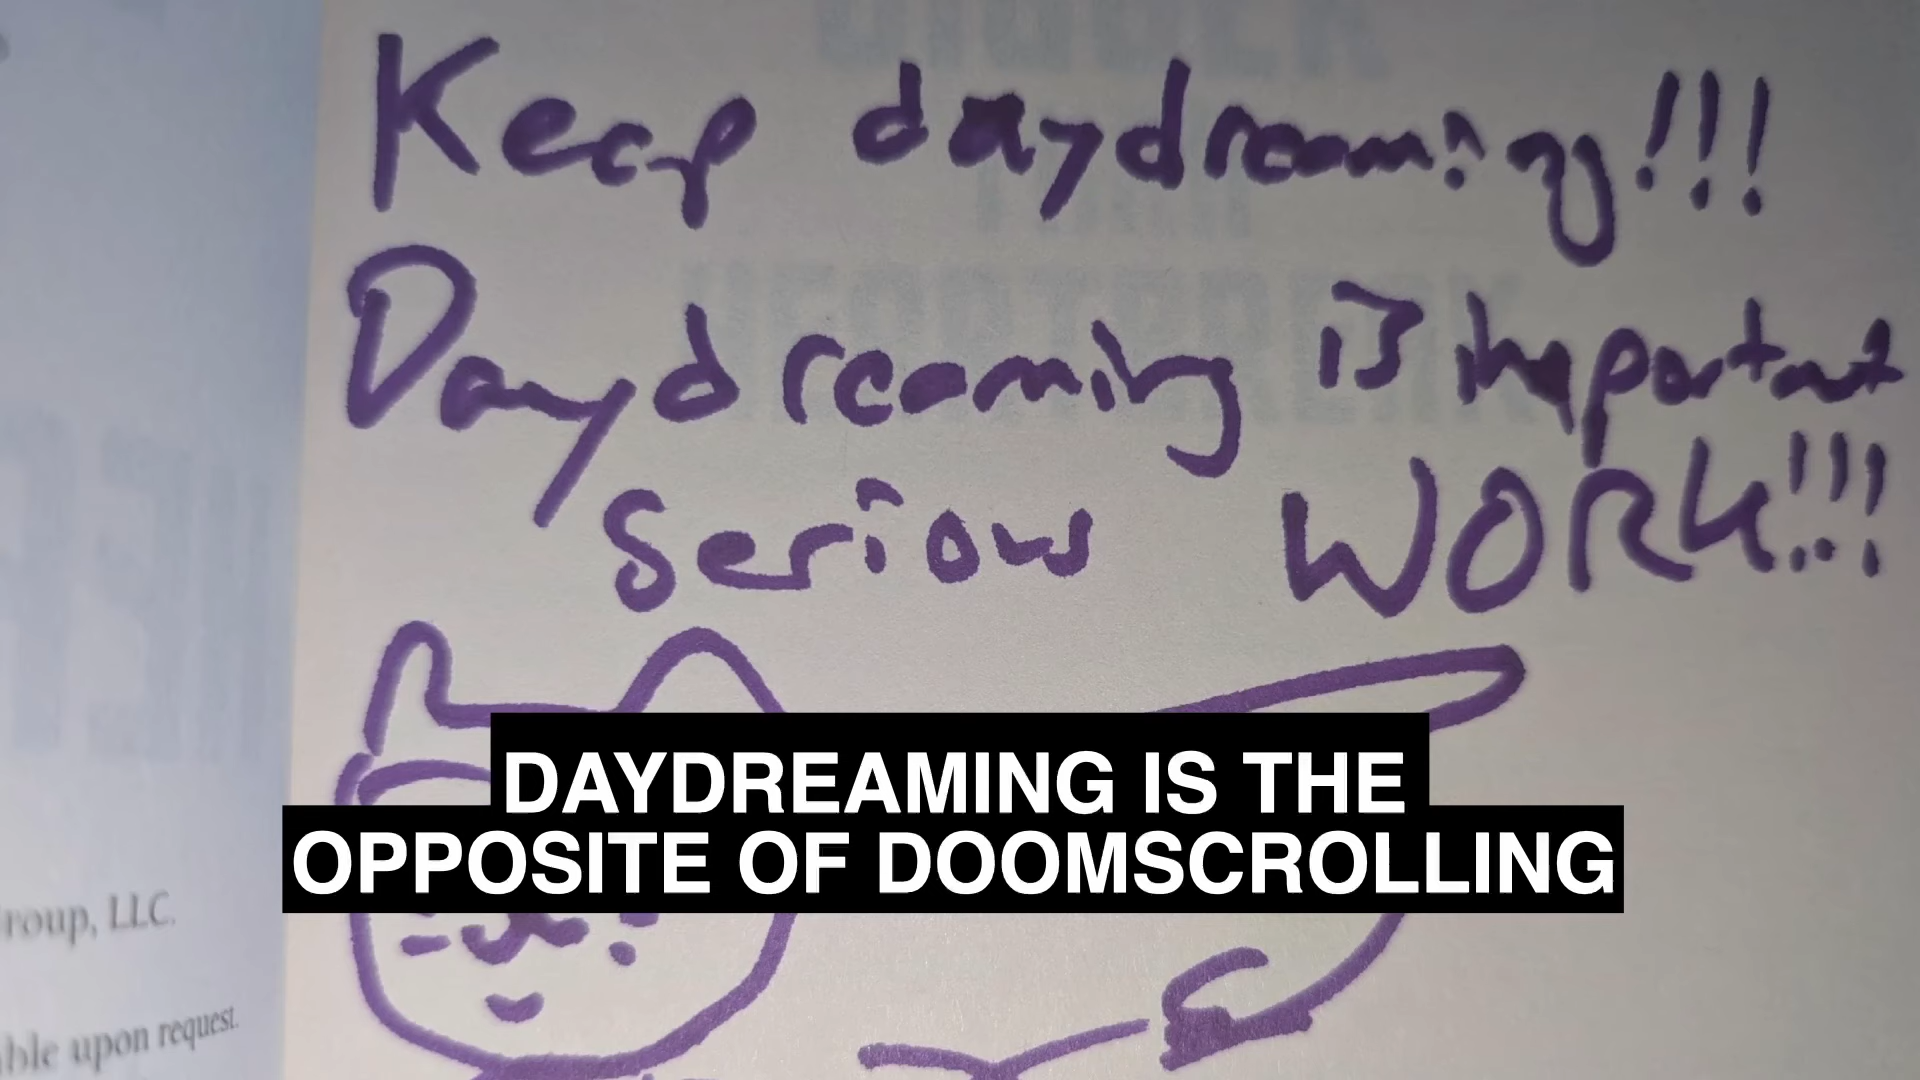 Keep daydreaming!!!
Daydreaming is important
serious WORK!!!
DAYDREAMING IS THE
OPPOSITE OF DOOMSCROLLING
roup, LLC.
ble upon request.